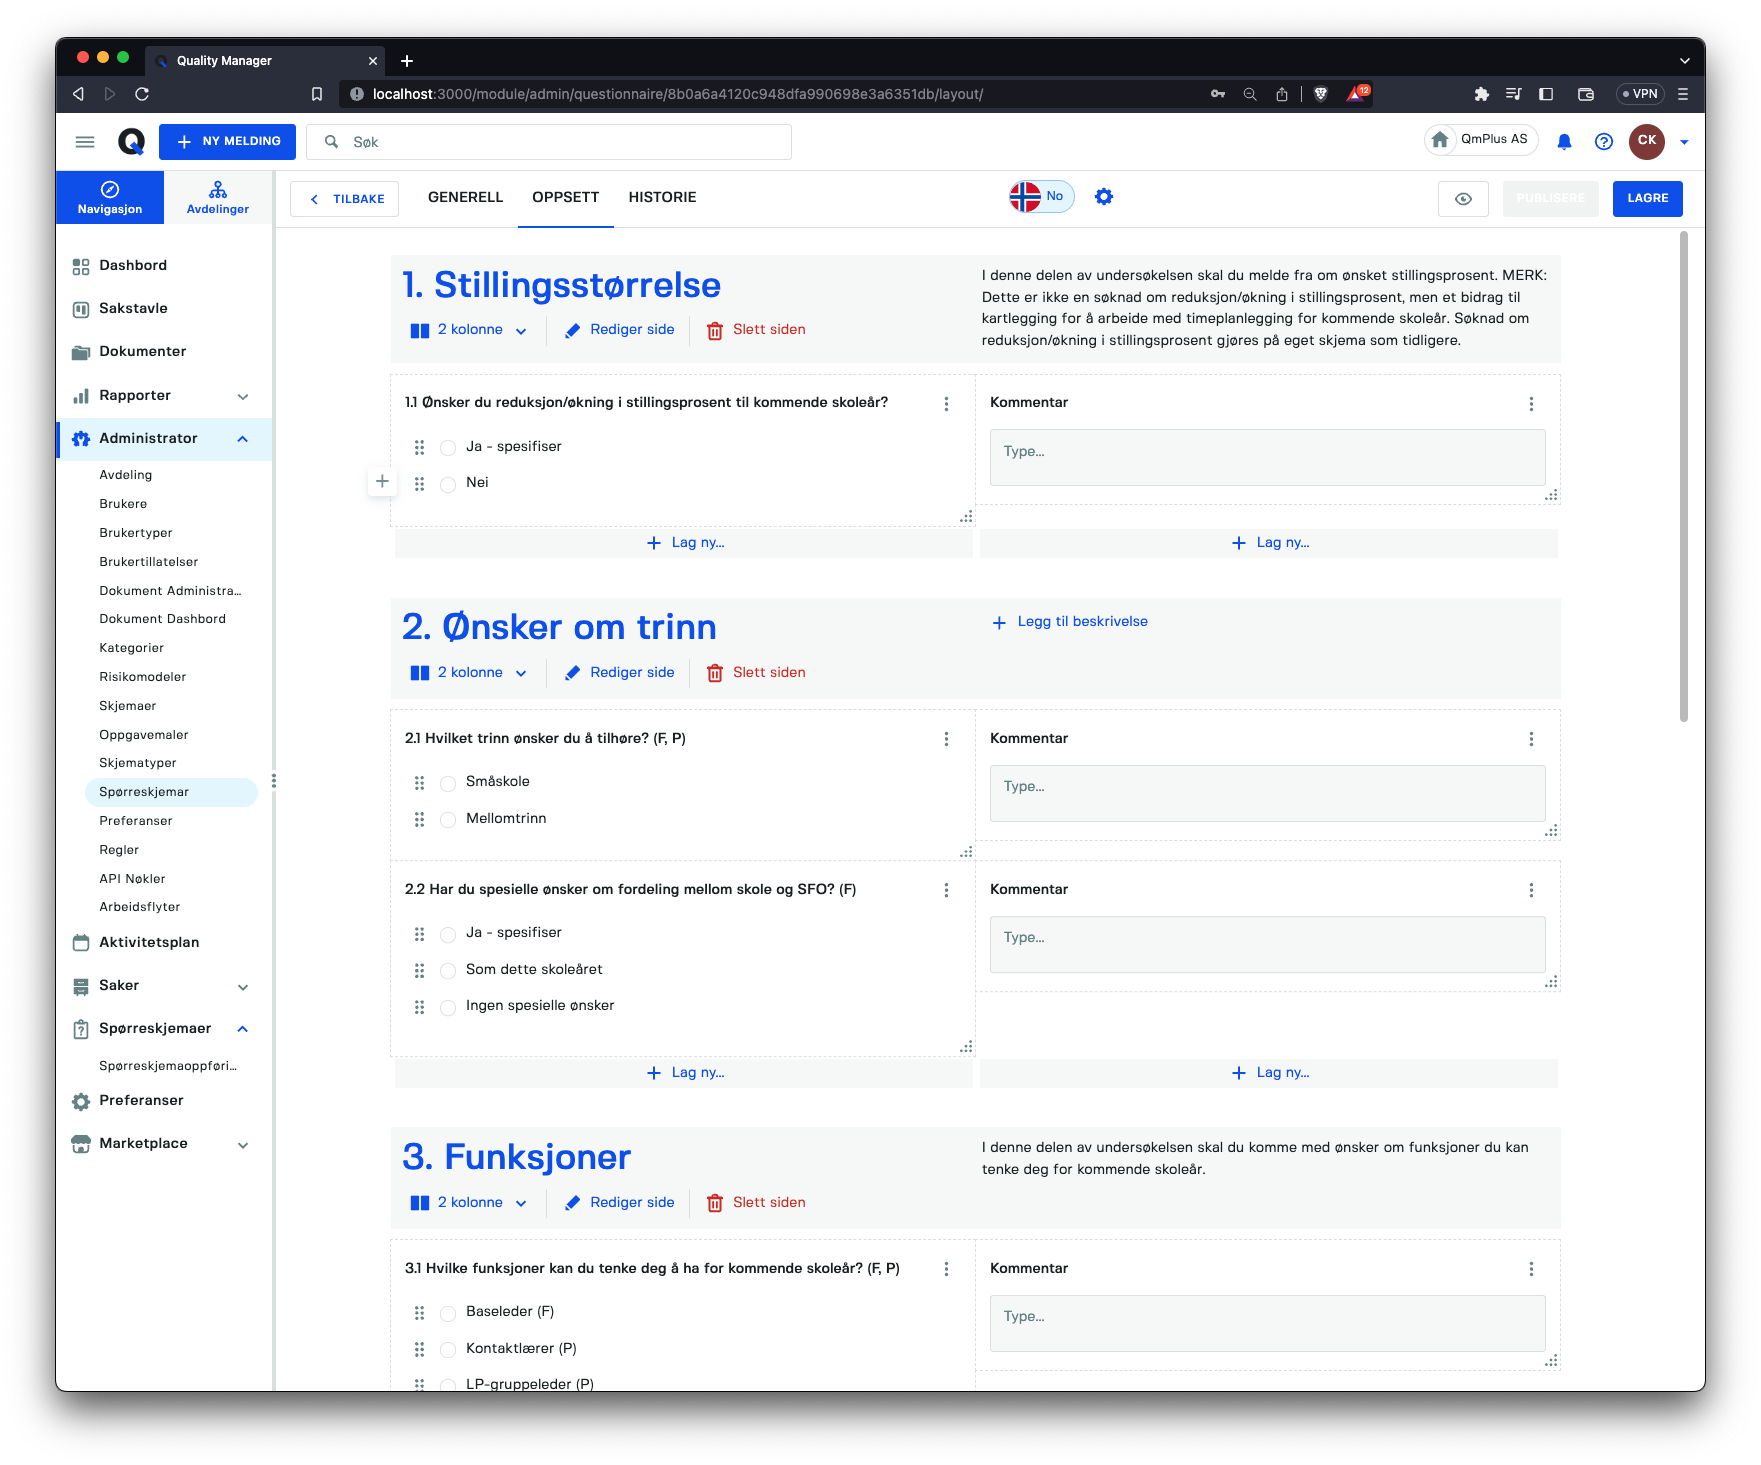 Quality Manager
localhost:3000/module/admin/questionnaire/8b0a6a4120c948dfa990698e3a6351db/layout/
12
VPN
NY MELDING
Søk
QmPlus AS
CK
Navigasjon
Avdelinger
TILBAKE
GENERELL
OPPSETT
HISTORIE
No
PUBLISERE
LAGRE
Dashbord
Sakstavle
Dokumenter
Rapporter
Administrator
Avdeling
Brukere
Brukertyper
Brukertillatelser
Dokument Administra...
Dokument Dashbord
Kategorier
Risikomodeler
Skjemaer
Oppgavemaler
Skjematyper
Spørreskjemar
Preferanser
Regler
API Nøkler
Arbeidsflyter
Aktivitetsplan
Saker
Spørreskjemaer
Spørreskjemaoppføri...
Preferanser
Marketplace
1. Stillingsstørrelse
2 kolonne
Rediger side
Slett siden
I denne delen av undersøkelsen skal du melde fra om ønsket stillingsprosent. MERK:
Dette er ikke en søknad om reduksjon/økning i stillingsprosent, men et bidrag til
kartlegging for å arbeide med timeplanlegging for kommende skoleår. Søknad om
reduksjon/økning i stillingsprosent gjøres på eget skjema som tidligere.
1.1 Ønsker du reduksjon/økning i stillingsprosent til kommende skoleår?
Ja - spesifiser
Nei
Kommentar
Type...
Lag ny...
Lag ny...
2. Ønsker om trinn
2 kolonne
Rediger side
Slett siden
Legg til beskrivelse
2.1 Hvilket trinn ønsker du å tilhøre? (F, P)
Småskole
Mellomtrinn
Kommentar
Type...
2.2 Har du spesielle ønsker om fordeling mellom skole og SFO? (F)
Ja - spesifiser
Som dette skoleåret
Ingen spesielle ønsker
Kommentar
Type...
Lag ny...
Lag ny...
3. Funksjoner
2 kolonne
Rediger side
Slett siden
I denne delen av undersøkelsen skal du komme med ønsker om funksjoner du kan
tenke deg for kommende skoleår.
3.1 Hvilke funksjoner kan du tenke deg å ha for kommende skoleår? (F, P)
Baseleder (F)
Kontaktlærer (P)
LP-gruppeleder (P)
Kommentar
Type...